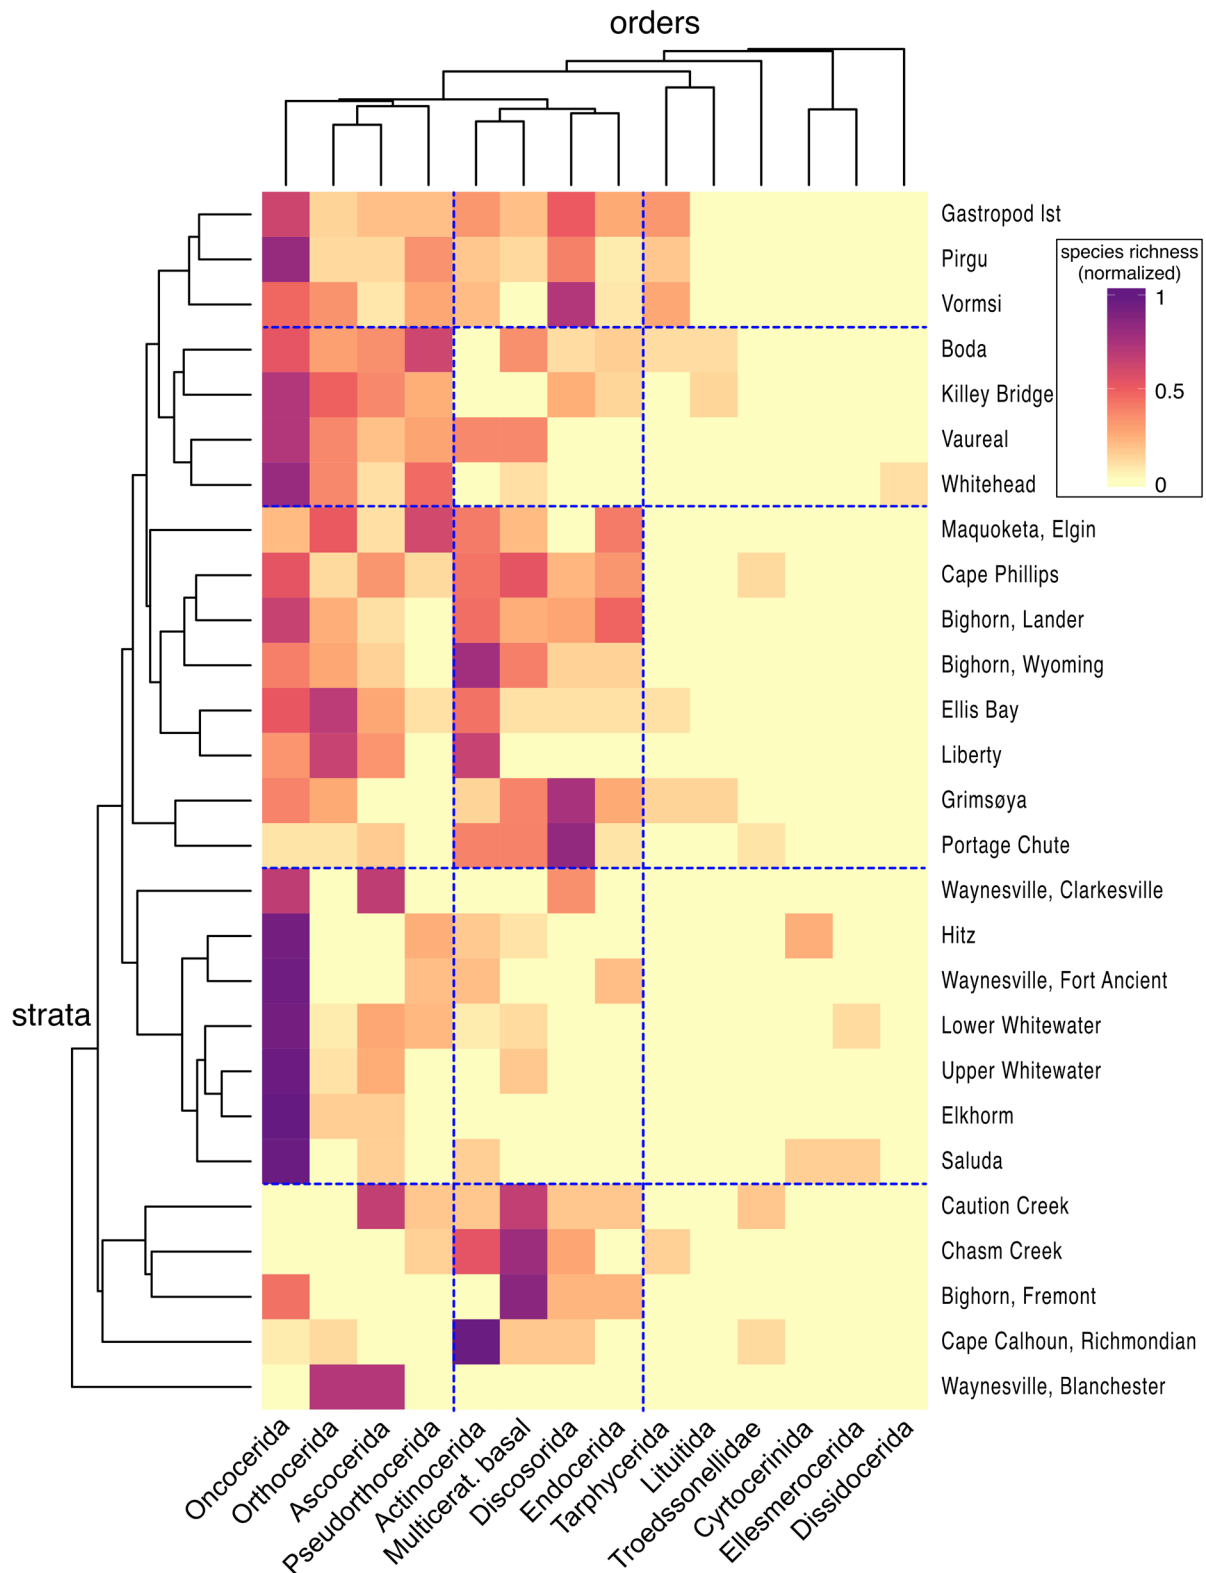 orders
Gastropod lst
Pirgu
Vormsi
Boda
Killey Bridge
Vaureal
Whitehead
Maquoketa, Elgin
Cape Phillips
Bighorn, Lander
Bighorn, Wyoming
Ellis Bay
Liberty
Grimsøya
Portage Chute
Waynesville, Clarkesville
Hitz
Waynesville, Fort Ancient
Lower Whitewater
Upper Whitewater
Elkhorm
Saluda
Caution Creek
Chasm Creek
Bighorn, Fremont
Cape Calhoun, Richmondian
Waynesville, Blanchester
species richness
(normalized)
1
0.5
0
strata
Oncocerida
Orthocerida
Ascocerida
Pseudorthocerida
Actinocerida
Multicerat. basal
Discosorida
Endocerida
Tarphycerida
Lituitida
Troedssonellidae
Cyrtocerinida
Ellesmerocerida
Dissidocerida